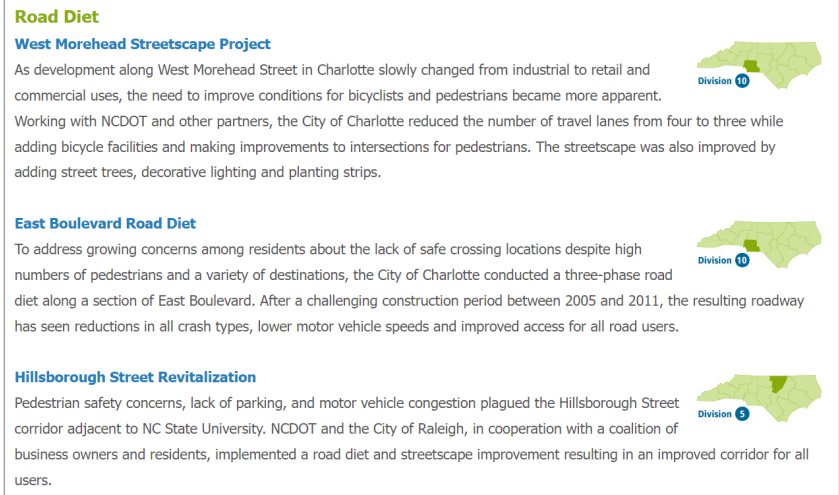 Road Diet
West Morehead Streetscape Project
As development along West Morehead Street in Charlotte slowly changed from industrial to retail and
commercial uses, the need to improve conditions for bicyclists and pedestrians became more apparent.
Working with NCDOT and other partners, the City of Charlotte reduced the number of travel lanes from four to three while
adding bicycle facilities and making improvements to intersections for pedestrians. The streetscape was also improved by
adding street trees, decorative lighting and planting strips.
Division 10
East Boulevard Road Diet
To address growing concerns among residents about the lack of safe crossing locations despite high
numbers of pedestrians and a variety of destinations, the City of Charlotte conducted a three-phase road
diet along a section of East Boulevard. After a challenging construction period between 2005 and 2011, the resulting roadway
has seen reductions in all crash types, lower motor vehicle speeds and improved access for all road users.
Division 10
Hillsborough Street Revitalization
Pedestrian safety concerns, lack of parking, and motor vehicle congestion plagued the Hillsborough Street
corridor adjacent to NC State University. NCDOT and the City of Raleigh, in cooperation with a coalition of
business owners and residents, implemented a road diet and streetscape improvement resulting in an improved corridor for all
users.
Division 5